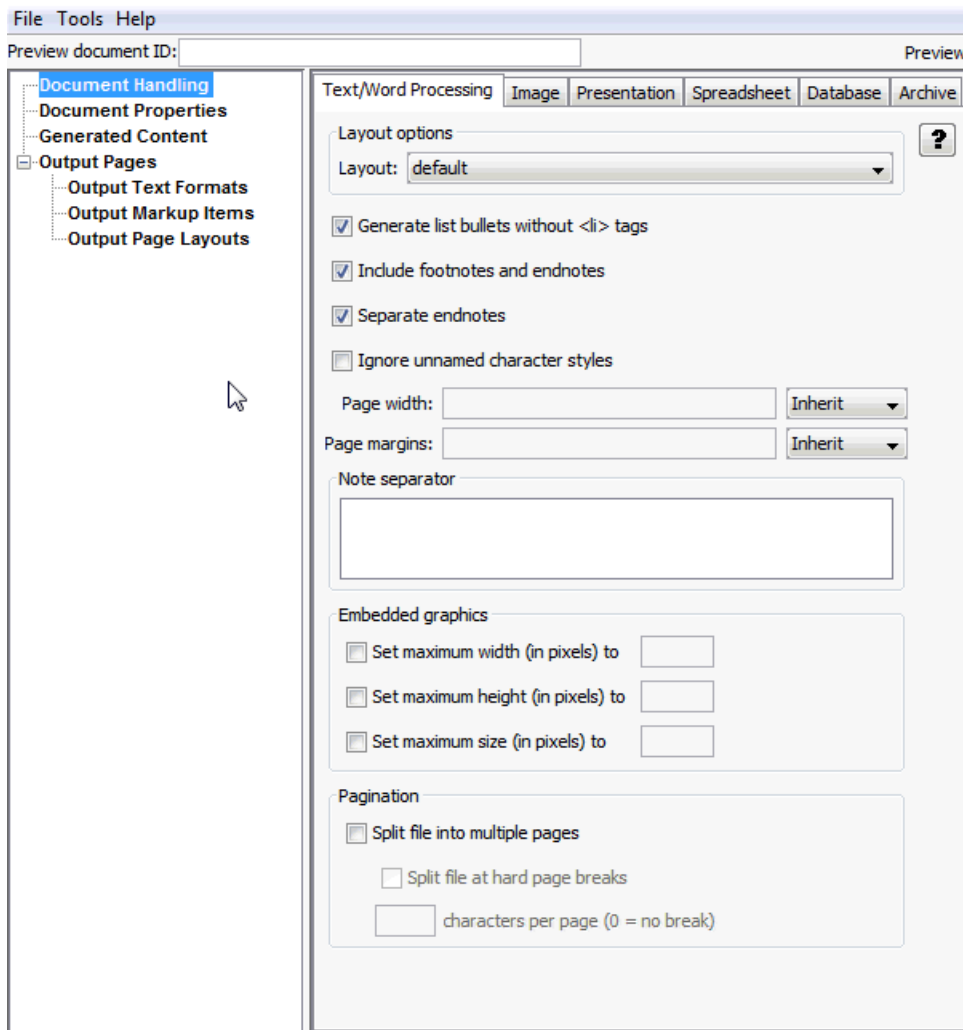 File Tools Help
Preview document ID: Preview
Document Handling
Document Properties
Generated Content
Output Pages
Output Text Formats
Output Markup Items
Output Page Layouts
Text/Word Processing Image Presentation Spreadsheet Database Archive
Layout options
?
Layout: default
Generate list bullets without <li> tags
Include footnotes and endnotes
Separate endnotes
Ignore unnamed character styles
Page width: Inherit
Page margins: Inherit
Note separator
Embedded graphics
Set maximum width (in pixels) to
Set maximum height (in pixels) to
Set maximum size (in pixels) to
Pagination
Split file into multiple pages
Split file at hard page breaks
characters per page (0 = no break)